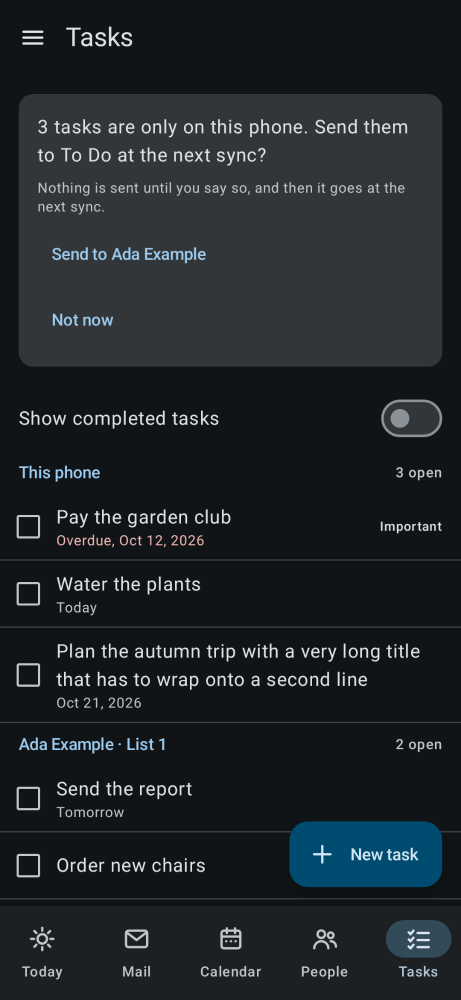 Tasks
3 tasks are only on this phone. Send them
to To Do at the next sync?
Nothing is sent until you say so, and then it goes at the
next sync.
Send to Ada Example
Not now
Show completed tasks
This phone
3 open
Pay the garden club
Overdue, Oct 12, 2026
Important
Water the plants
Today
Plan the autumn trip with a very long title
that has to wrap onto a second line
Oct 21, 2026
Ada Example · List 1
2 open
Send the report
Tomorrow
Order new chairs
New task
Today
Mail
Calendar
People
Tasks